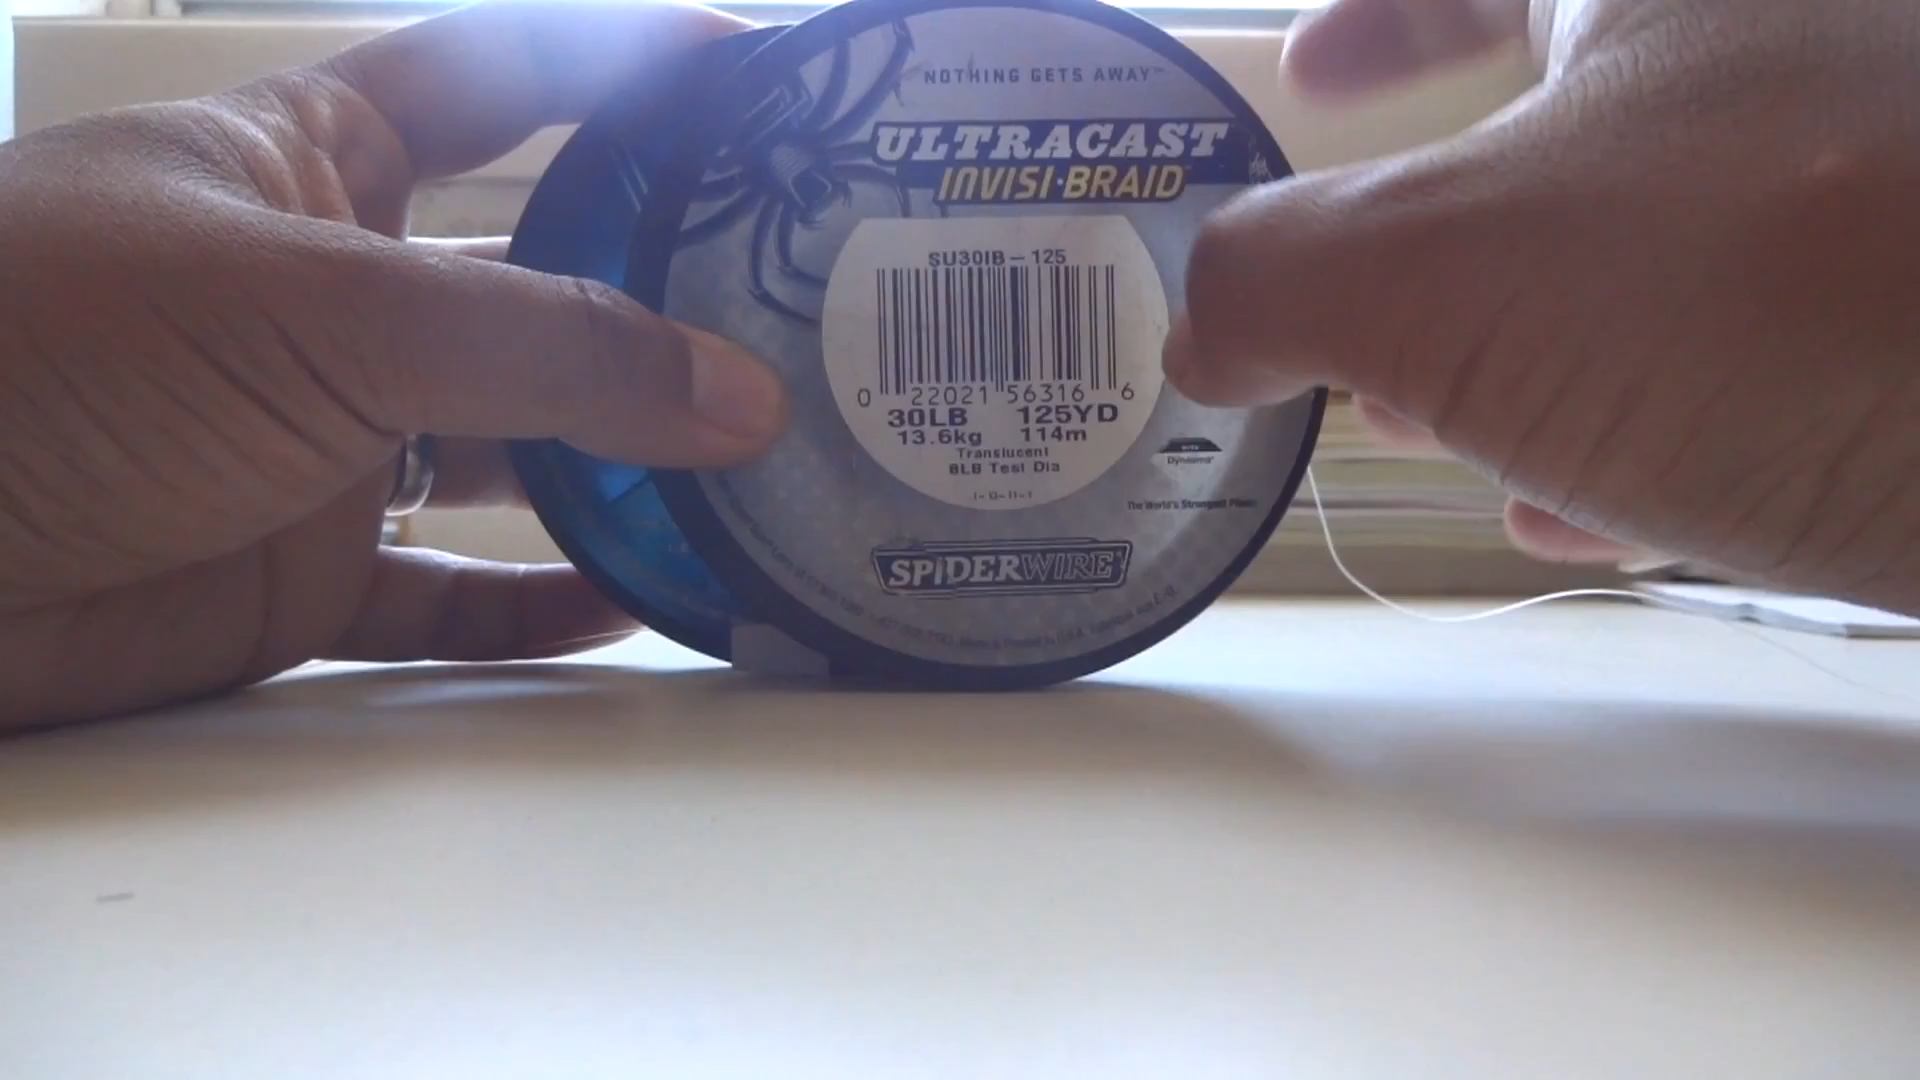 NOTHING GETS AWAY™
ULTRACAST
INVISI·BRAID
SU30IB-125
0 22021 56316 6
30LB 125YD
13.6kg 114m
Translucent
8LB Test Dia
Dyneema®
The World's Strongest Fiber
SPIDERWIRE®